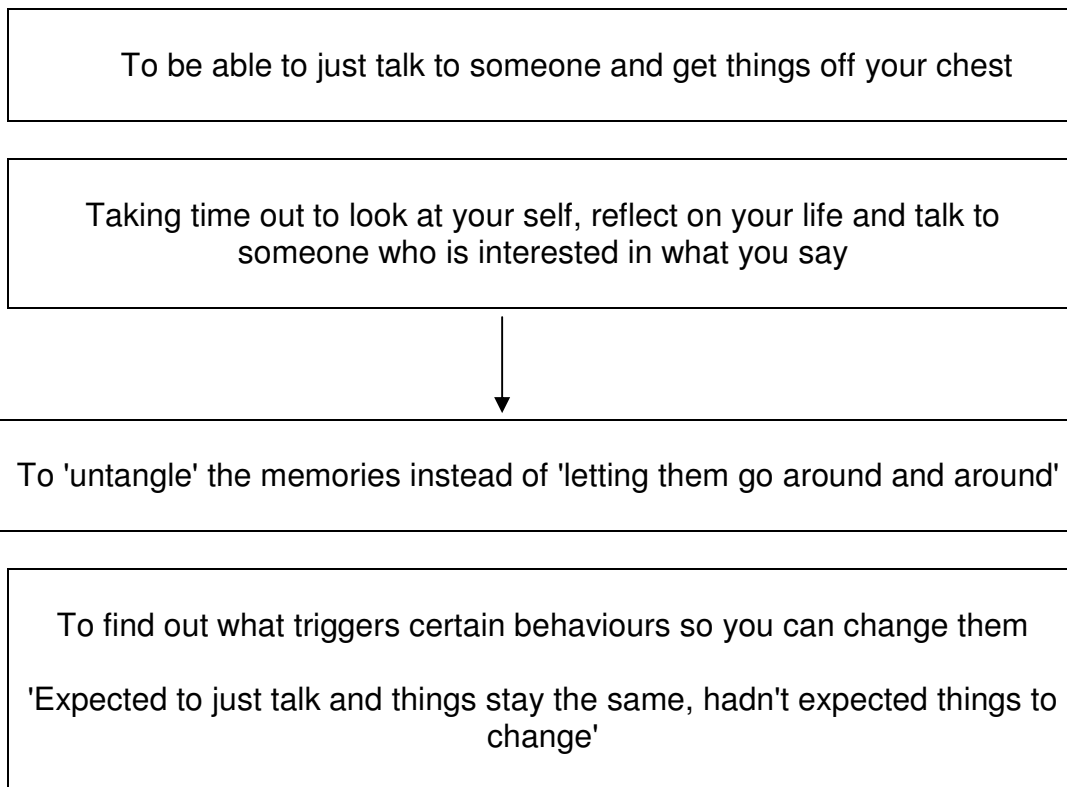 To be able to just talk to someone and get things off your chest
Taking time out to look at your self, reflect on your life and talk to
someone who is interested in what you say
To 'untangle' the memories instead of 'letting them go around and around'
To find out what triggers certain behaviours so you can change them
'Expected to just talk and things stay the same, hadn't expected things to
change'